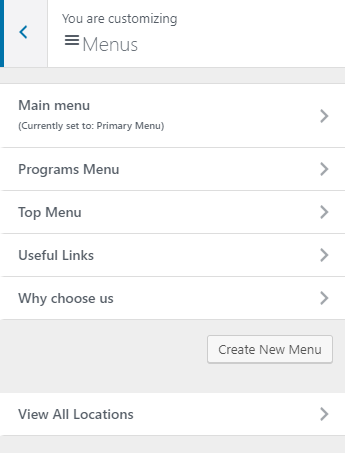 You are customizing
Menus
Main menu
(Currently set to: Primary Menu)
Programs Menu
Top Menu
Useful Links
Why choose us
Create New Menu
View All Locations